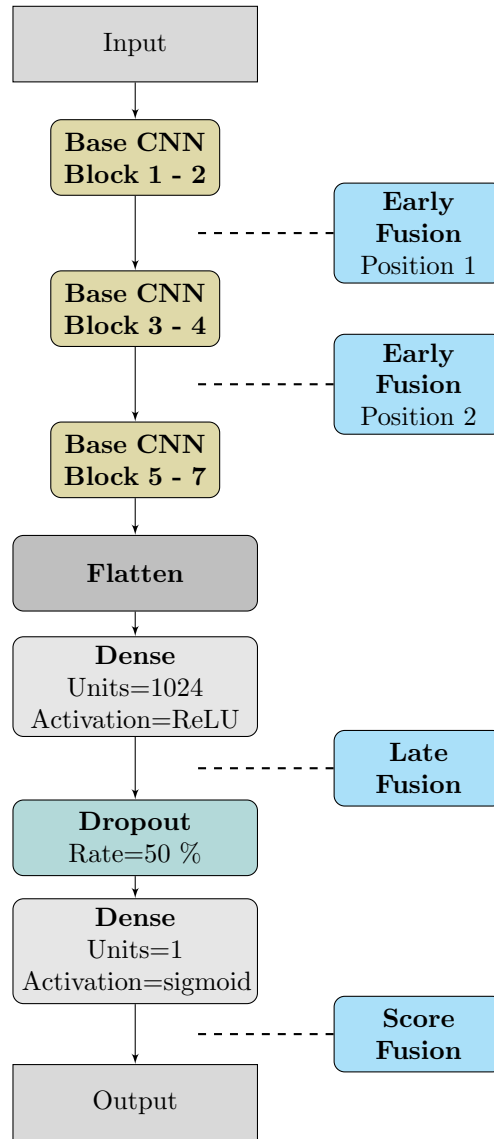 Input
Base CNN
Block 1 - 2
Early
Fusion
Position 1
Base CNN
Block 3 - 4
Early
Fusion
Position 2
Base CNN
Block 5 - 7
Flatten
Dense
Units=1024
Activation=ReLU
Late
Fusion
Dropout
Rate=50 %
Dense
Units=1
Activation=sigmoid
Score
Fusion
Output